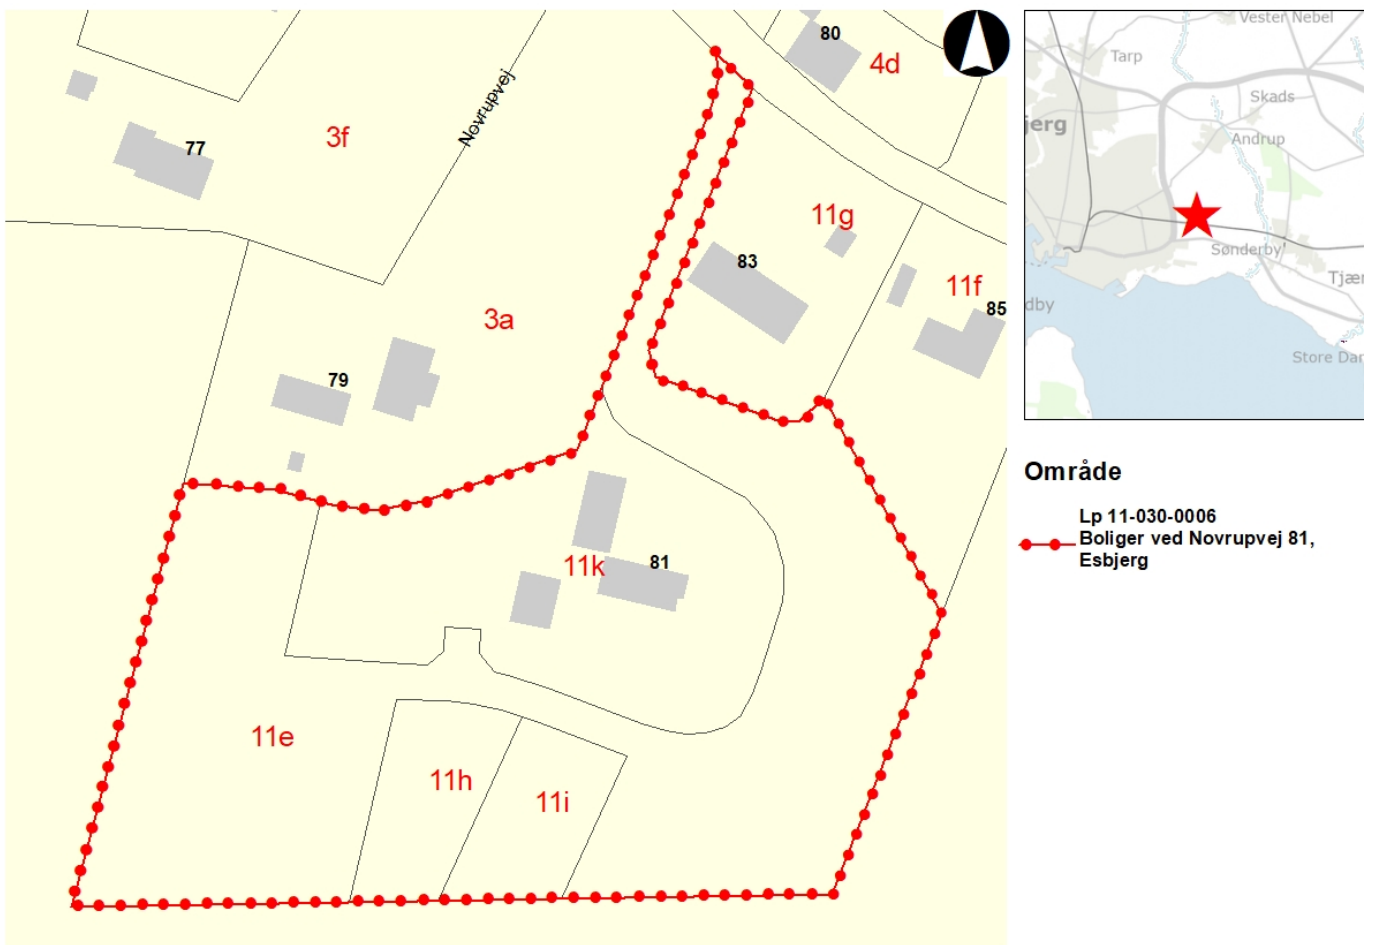 80
4d
77
3f
Novrupvej
11g
83
11f
85
3a
79
11k
81
11e
11h
11i
Vester Nebel
Tarp
Skads
jerg
Andrup
Sønderby
Tjær
dby
Store Dar
Område
Lp 11-030-0006
Boliger ved Novrupvej 81,
Esbjerg